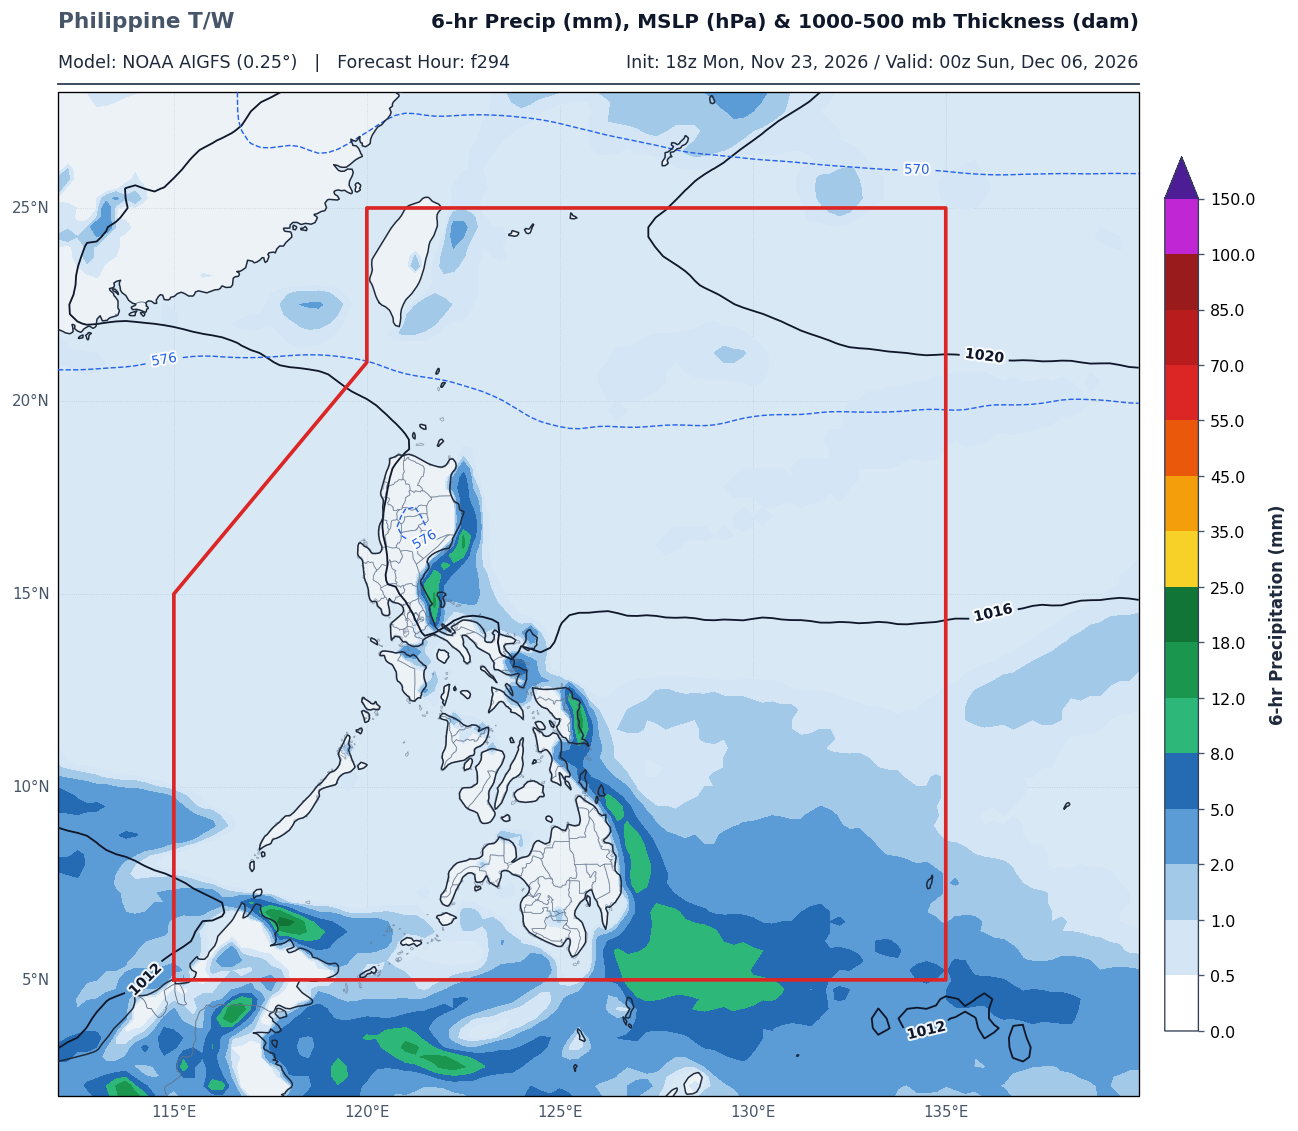 Philippine T/W
6-hr Precip (mm), MSLP (hPa) & 1000-500 mb Thickness (dam)
Model: NOAA AIGFS (0.25°) | Forecast Hour: f294
Init: 18z Mon, Nov 23, 2026 / Valid: 00z Sun, Dec 06, 2026
570
576
576
1020
1016
1012
1012
25°N
20°N
15°N
10°N
5°N
115°E
120°E
125°E
130°E
135°E
150.0
100.0
85.0
70.0
55.0
45.0
35.0
25.0
18.0
12.0
8.0
5.0
2.0
1.0
0.5
0.0
6-hr Precipitation (mm)